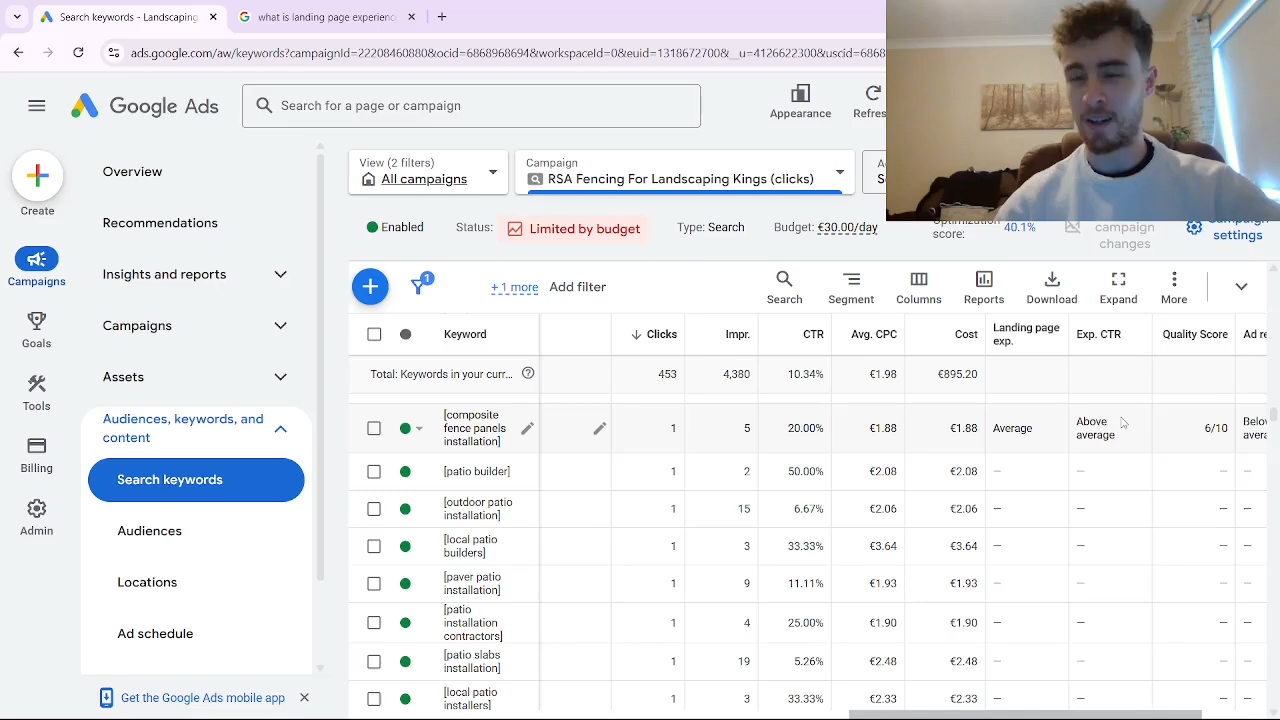 Search keywords - Landscaping
what is landing page experienc
ads.google.com/aw/keywords?campaignId=22208460880&ocid=6868656948&workspaceId=0&euid=1318672700&__u=4126622300&uscid=6868
Google Ads
Search for a page or campaign
Appearance
Refres
Create
Campaigns
Goals
Tools
Billing
Admin
Overview
Recommendations
Insights and reports
Campaigns
Assets
Audiences, keywords, and
content
Search keywords
Audiences
Locations
Ad schedule
Get the Google Ads mobile app
View (2 filters)
All campaigns
Campaign
RSA Fencing For Landscaping Kings (clicks)
Enabled
Status:
Limited by budget
Type: Search
Budget: €30.00/day
Optimization
score:
40.1%
campaign
changes
Campaign
settings
1
+ 1 more
Add filter
Search
Segment
Columns
Reports
Download
Expand
More
Keyword Clicks Impr. CTR Avg. CPC Cost Landing page exp. Exp. CTR Quality Score Ad re
Total: Keywords in your curr... 453 4,380 10.34% €1.98 €895.20
[composite fence panels installation] 1 5 20.00% €1.88 €1.88 Average Above average 6/10 Below avera
[patio builder] 1 2 50.00% €2.08 €2.08 — — — —
[outdoor patio installation] 1 15 6.67% €2.06 €2.06 — — — —
[local patio builders] 1 3 33.33% €3.64 €3.64 — — — —
[paver patio installation] 1 9 11.11% €1.93 €1.93 — — — —
[patio installation contractors] 1 4 25.00% €1.90 €1.90 — — — —
[patio slabs installation] 1 19 5.26% €2.48 €2.48 — — — —
[local patio installers] 1 3 33.33% €2.33 €2.33 — — — —